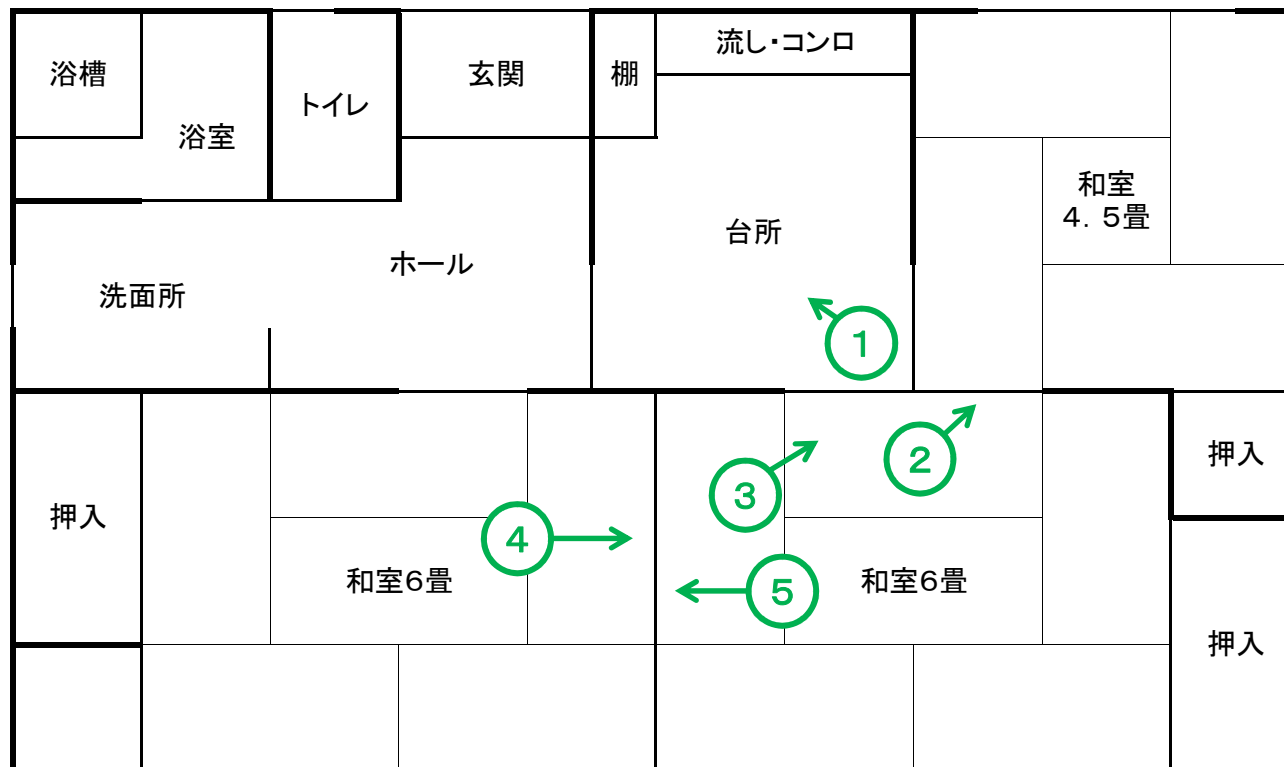 浴槽
浴室
トイレ
玄関
棚
流し・コンロ
和室
4．5畳
台所
ホール
洗面所
1
2
3
4
5
押入
押入
和室6畳
和室6畳
押入